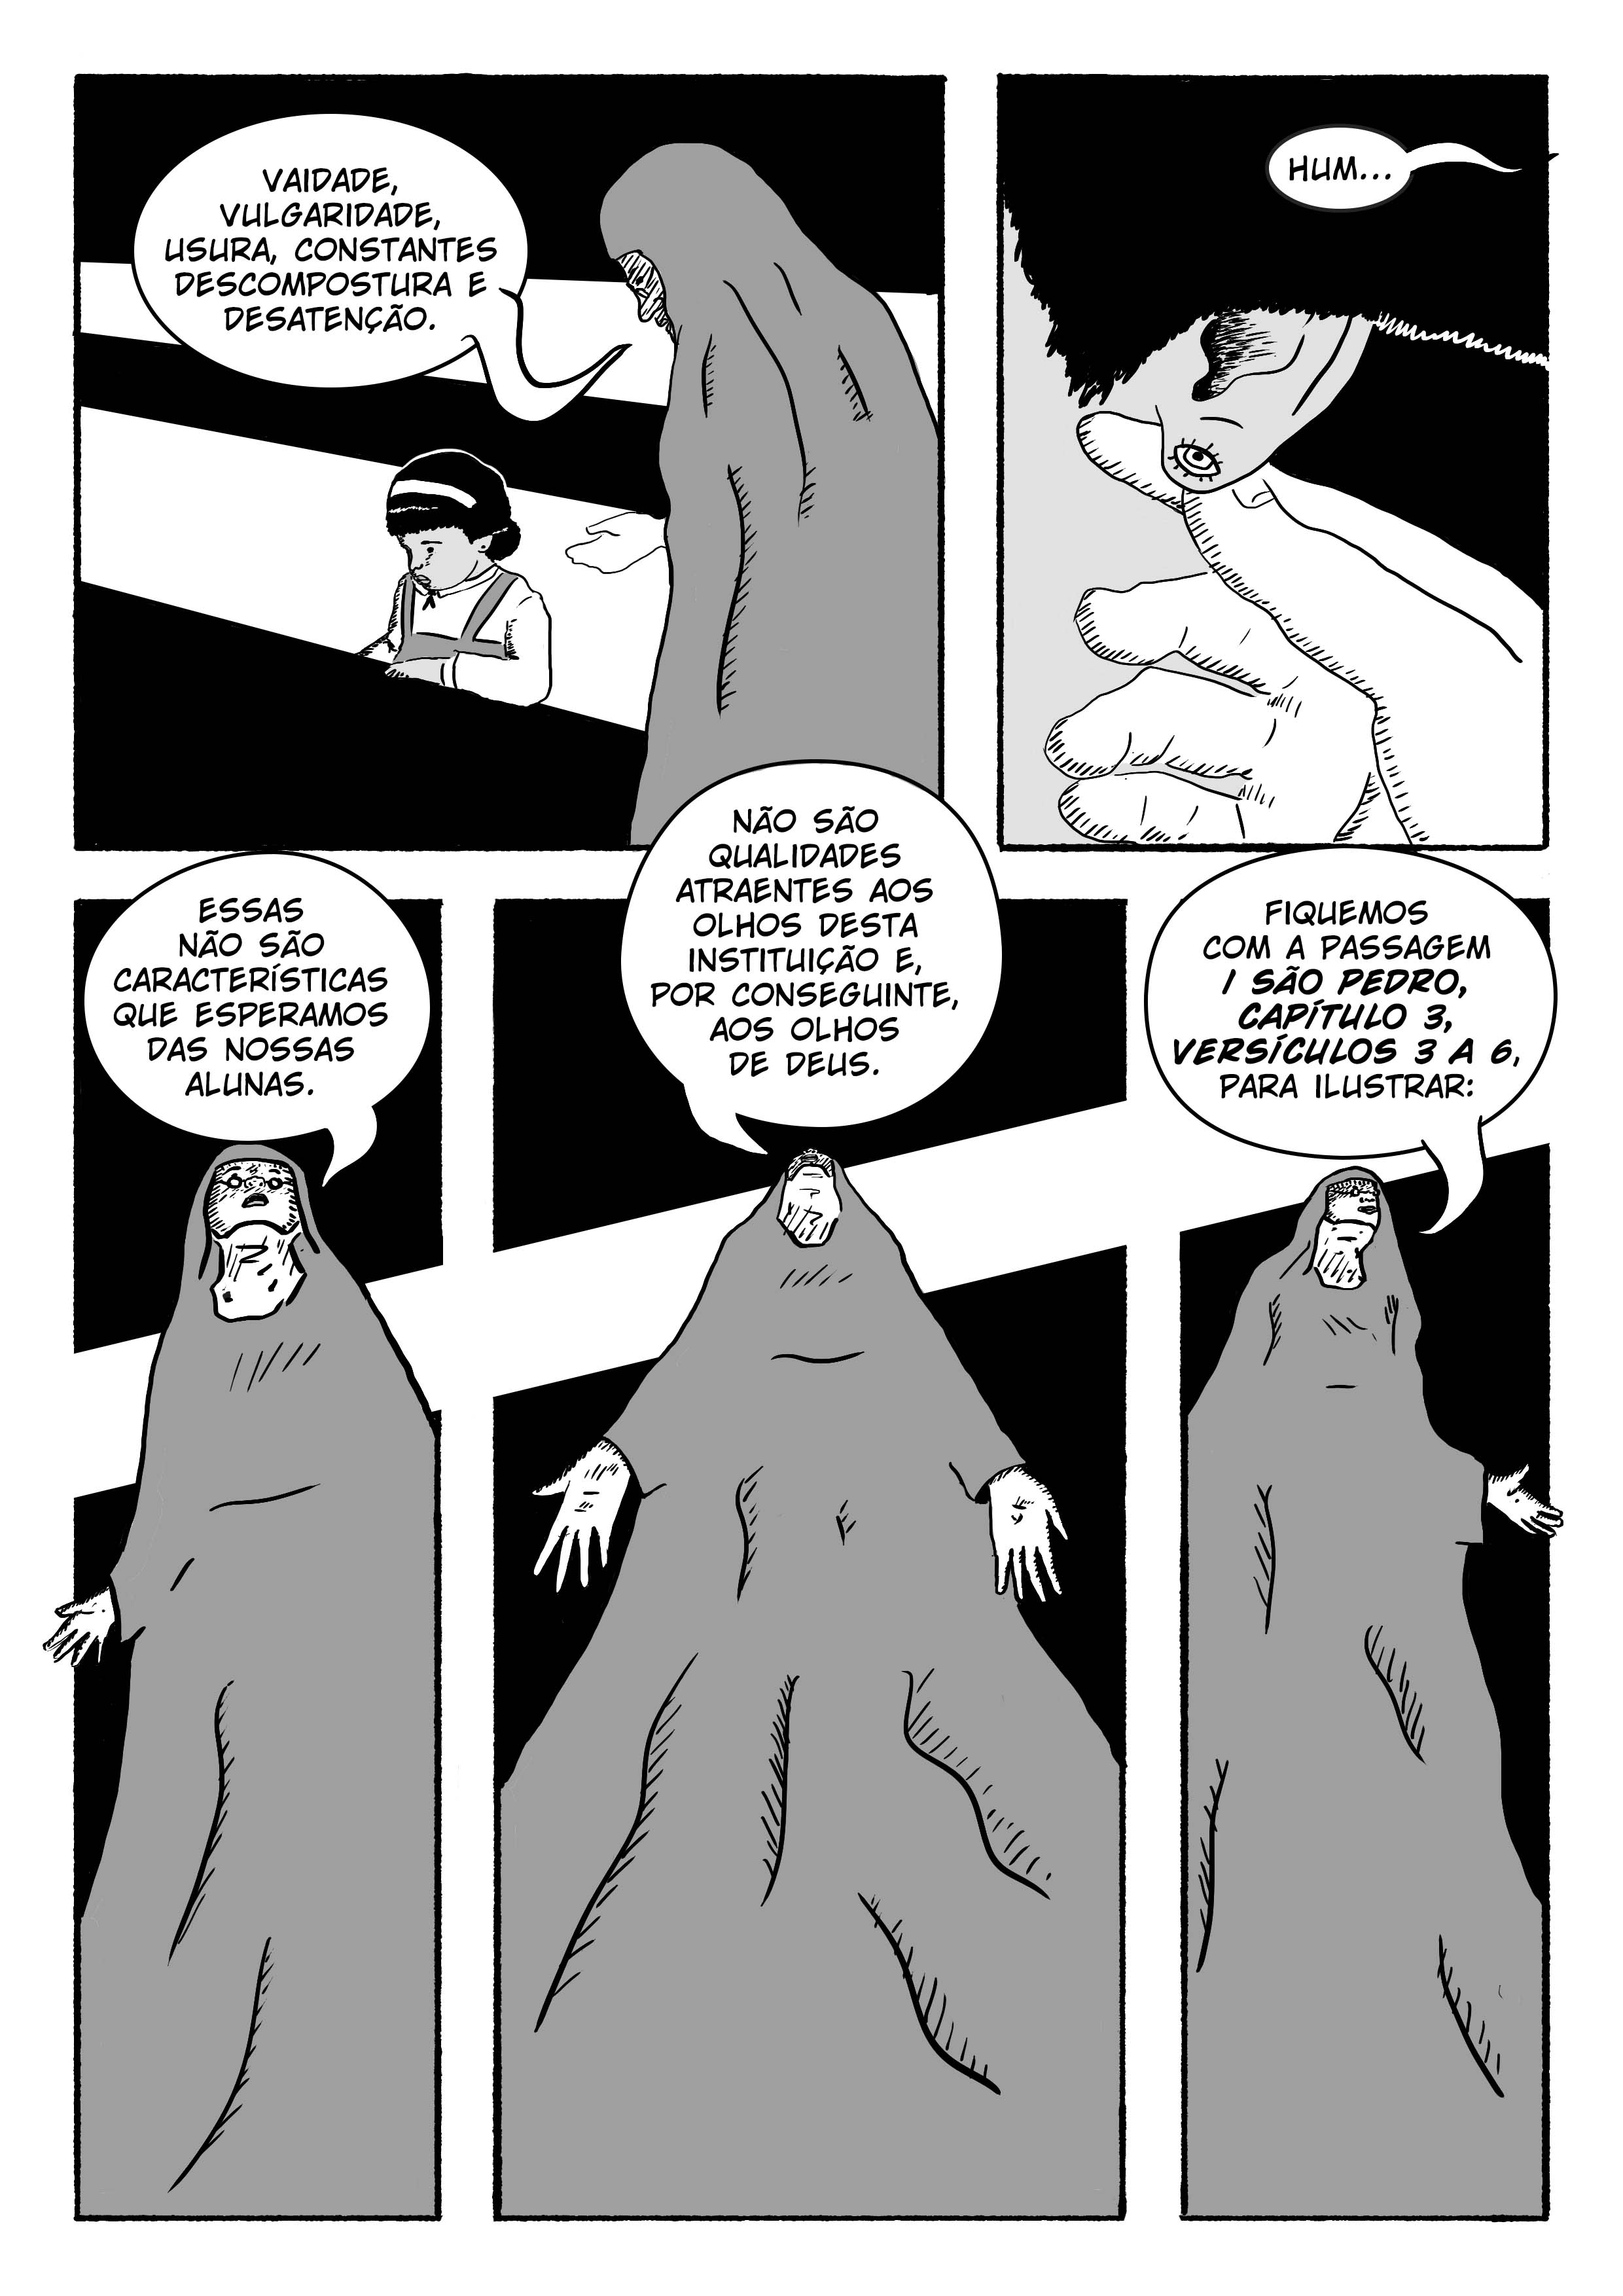 VAIDADE,
VULGARIDADE,
USURA, CONSTANTES
DESCOMPOSTURA E
DESATENÇÃO.
HUM...
ESSAS
NÃO SÃO
CARACTERÍSTICAS
QUE ESPERAMOS
DAS NOSSAS
ALUNAS.
NÃO SÃO
QUALIDADES
ATRAENTES AOS
OLHOS DESTA
INSTITUIÇÃO E,
POR CONSEGUINTE,
AOS OLHOS
DE DEUS.
FIQUEMOS
COM A PASSAGEM
I SÃO PEDRO,
CAPÍTULO 3,
VERSÍCULOS 3 A 6,
PARA ILUSTRAR: